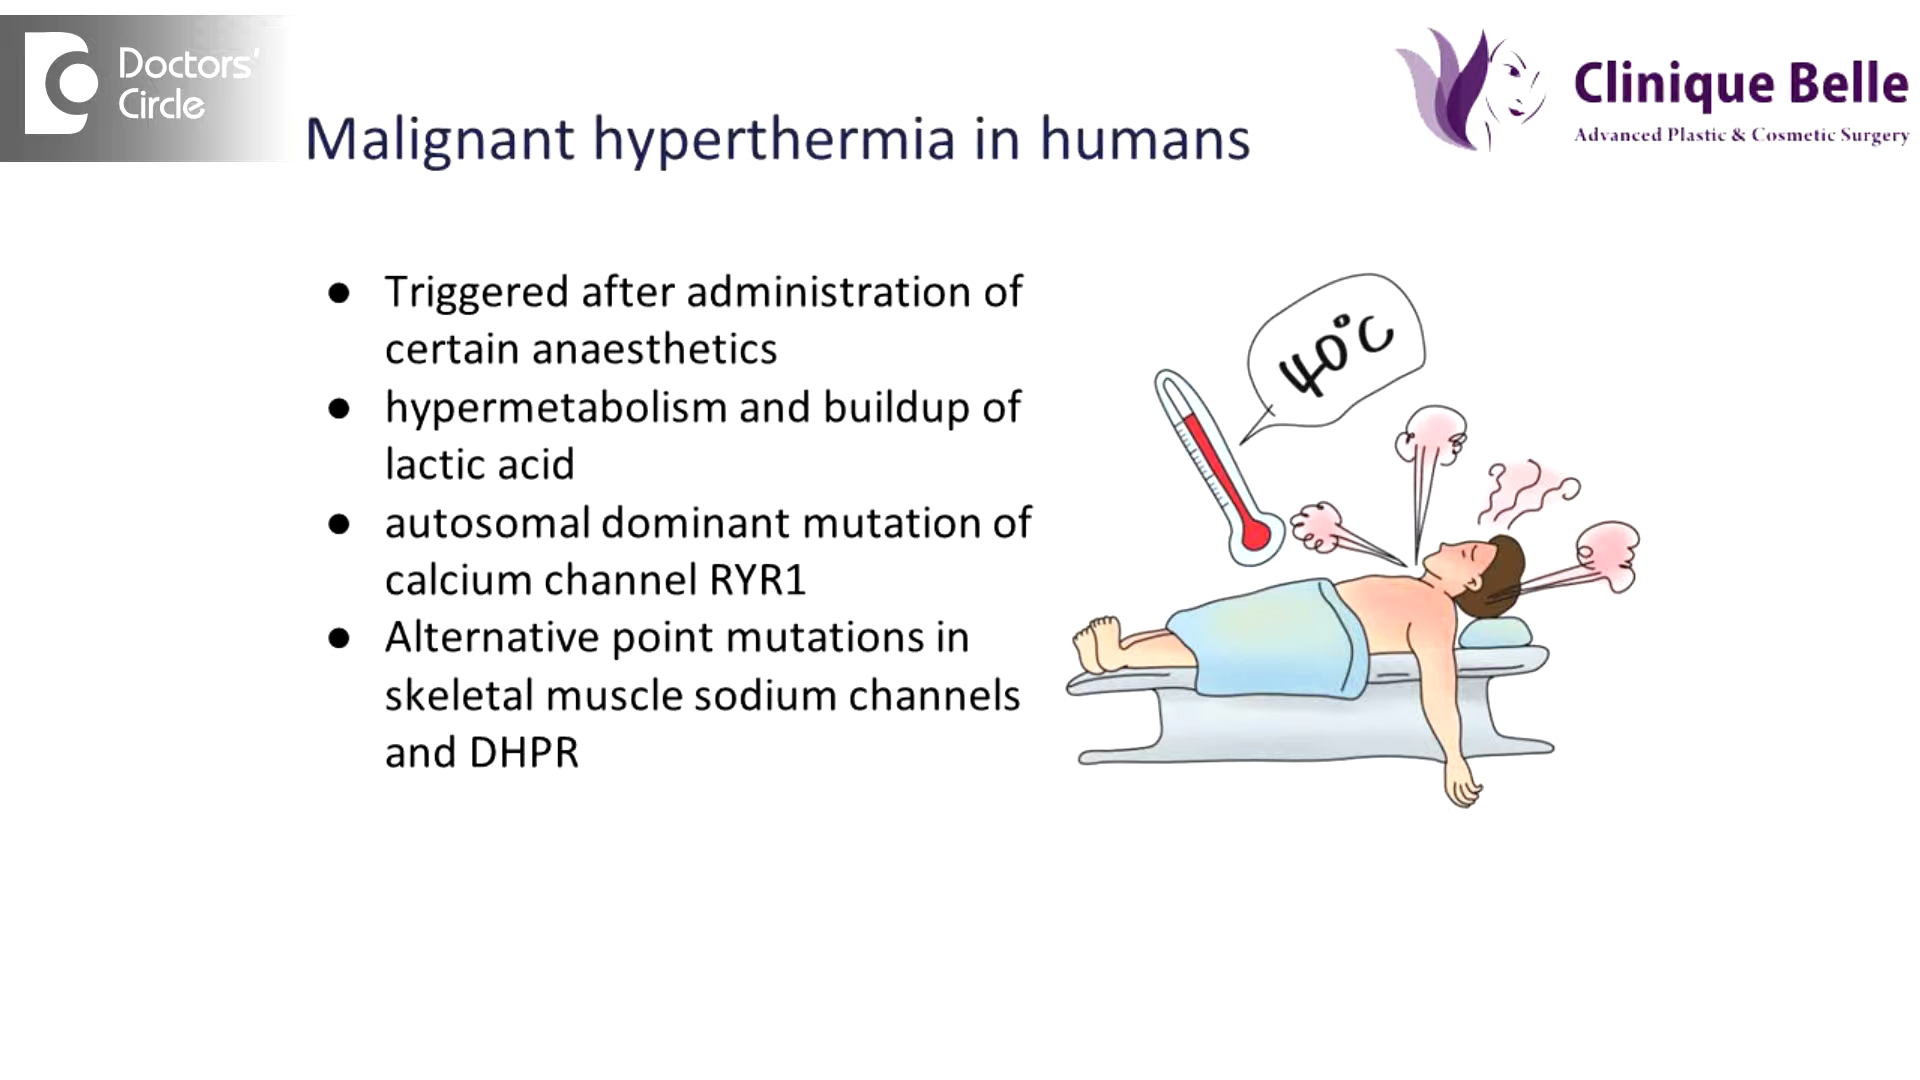 Doctors'
Circle
Clinique Belle
Advanced Plastic & Cosmetic Surgery
Malignant hyperthermia in humans
● Triggered after administration of
certain anaesthetics
● hypermetabolism and buildup of
lactic acid
● autosomal dominant mutation of
calcium channel RYR1
● Alternative point mutations in
skeletal muscle sodium channels
and DHPR
40°C